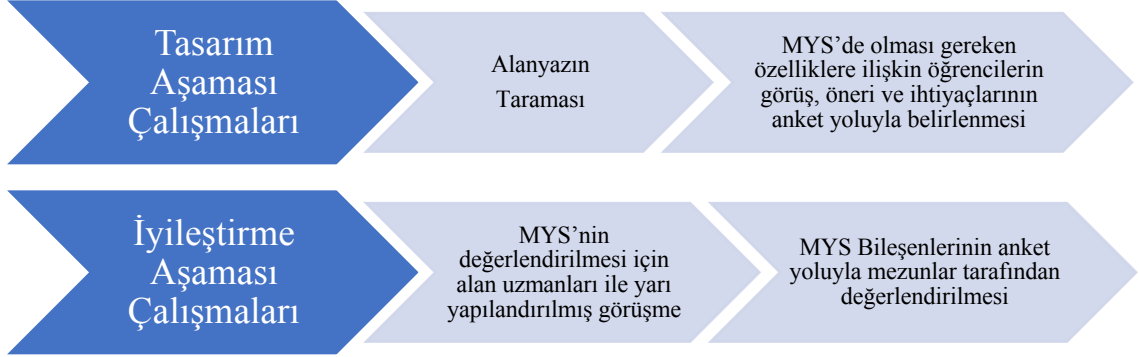 Tasarım
Aşaması
Çalışmaları
Alanyazın
Taraması
MYS’de olması gereken
özelliklere ilişkin öğrencilerin
görüş, öneri ve ihtiyaçlarının
anket yoluyla belirlenmesi
İyileştirme
Aşaması
Çalışmaları
MYS’nin
değerlendirilmesi için
alan uzmanları ile yarı
yapılandırılmış görüşme
MYS Bileşenlerinin anket
yoluyla mezunlar tarafından
değerlendirilmesi